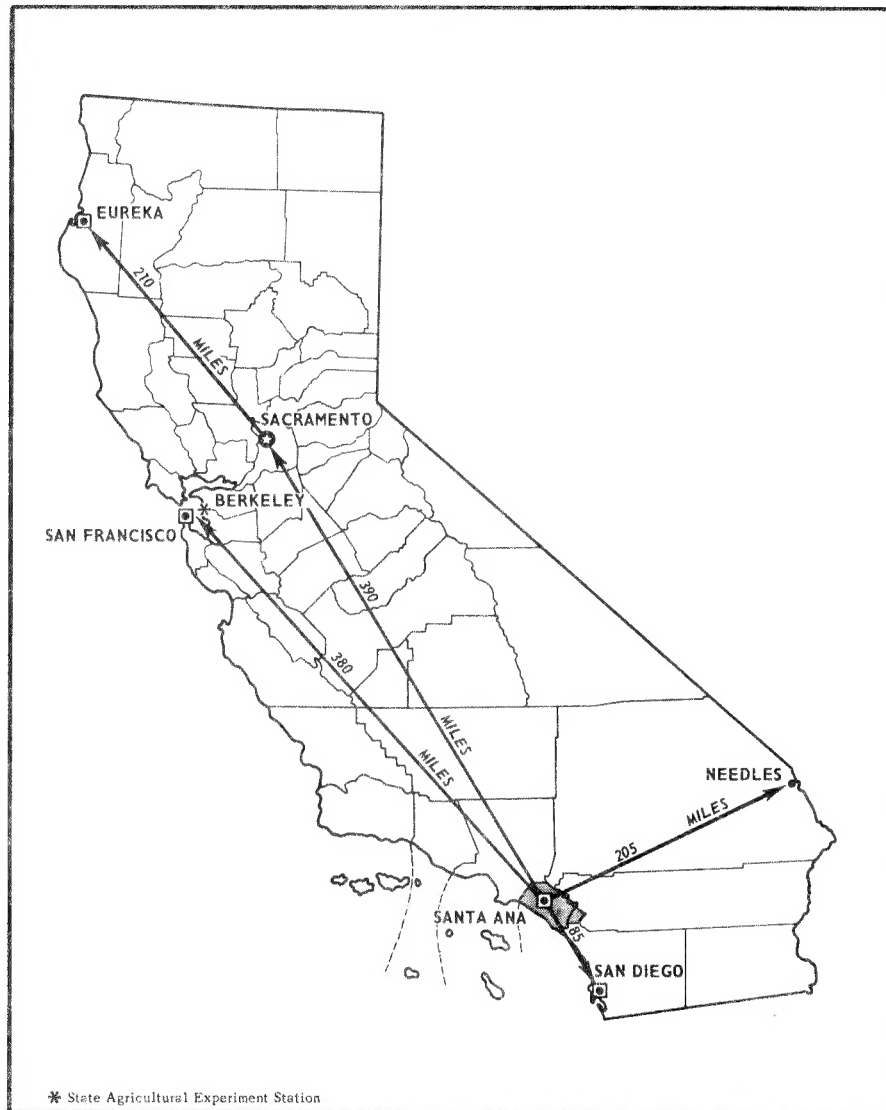 EUREKA
210
MILES
SACRAMENTO
BERKELEY
SAN FRANCISCO
390
380
MILES
MILES
NEEDLES
MILES
205
SANTA ANA
85
SAN DIEGO
* State Agricultural Experiment Station